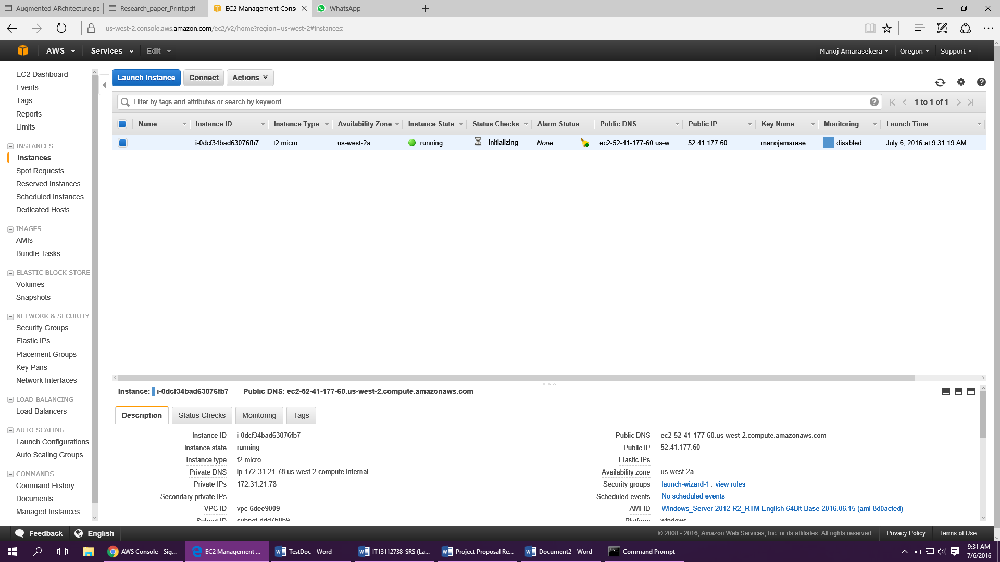 Augmented ARchitecture.pc
Research_paper_Print.pdf
EC2 Management Cons
WhatsApp
us-west-2.console.aws.amazon.com/ec2/v2/home?region=us-west-2#Instances:
AWS
Services
Edit
Manoj Amarasekera
Oregon
Support
EC2 Dashboard
Events
Tags
Reports
Limits
INSTANCES
Instances
Spot Requests
Reserved Instances
Scheduled Instances
Dedicated Hosts
IMAGES
AMIs
Bundle Tasks
ELASTIC BLOCK STORE
Volumes
Snapshots
NETWORK & SECURITY
Security Groups
Elastic IPs
Placement Groups
Key Pairs
Network Interfaces
LOAD BALANCING
Load Balancers
AUTO SCALING
Launch Configurations
Auto Scaling Groups
COMMANDS
Command History
Documents
Managed Instances
Launch Instance
Connect
Actions
Filter by tags and attributes or search by keyword
1 to 1 of 1
Name Instance ID Instance Type Availability Zone Instance State Status Checks Alarm Status Public DNS Public IP Key Name Monitoring Launch Time
i-0dcf34bad63076fb7 t2.micro us-west-2a running Initializing None ec2-52-41-177-60.us-w... 52.41.177.60 manojamarase... disabled July 6, 2016 at 9:31:19 AM...
Instance: i-0dcf34bad63076fb7 Public DNS: ec2-52-41-177-60.us-west-2.compute.amazonaws.com
Description
Status Checks
Monitoring
Tags
Instance ID i-0dcf34bad63076fb7
Instance state running
Instance type t2.micro
Private DNS ip-172-31-21-78.us-west-2.compute.internal
Private IPs 172.31.21.78
Secondary private IPs
VPC ID vpc-6dee9009
Subnet ID subnet-ddd7b8b9
Public DNS ec2-52-41-177-60.us-west-2.compute.amazonaws.com
Public IP 52.41.177.60
Elastic IPs
Availability zone us-west-2a
Security groups launch-wizard-1. view rules
Scheduled events No scheduled events
AMI ID Windows_Server-2012-R2_RTM-English-64Bit-Base-2016.06.15 (ami-8d0acfed)
Platform windows
Feedback
English
© 2008 - 2016, Amazon Web Services, Inc. or its affiliates. All rights reserved.
Privacy Policy
Terms of Use
AWS Console - Sig...
EC2 Management ...
TestDoc - Word
IT13112738-SRS (La...
Project Proposal Re...
Document2 - Word
Command Prompt
9:31 AM
7/6/2016